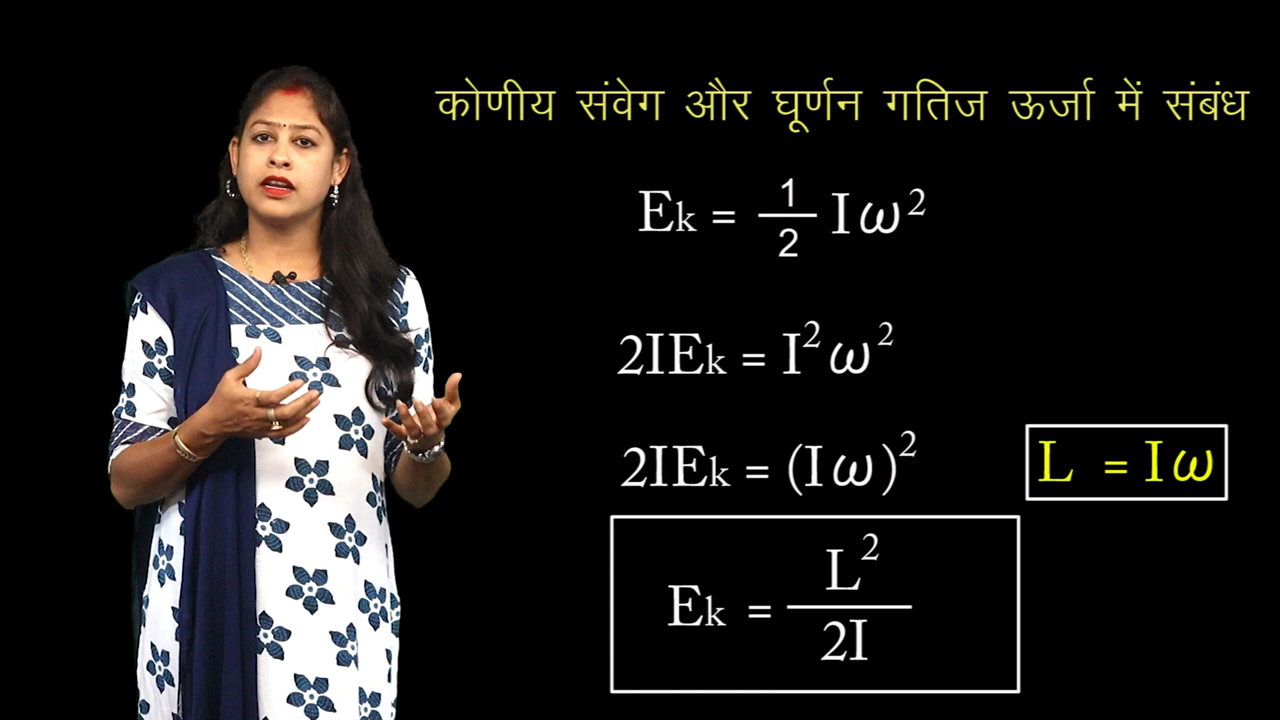 कोणीय संवेग और घूर्णन गतिज ऊर्जा में संबंध
Eₖ = 1/2 Iω²
2IEₖ = I²ω²
2IEₖ = (Iω)²
L = Iω
Eₖ = L²/2I